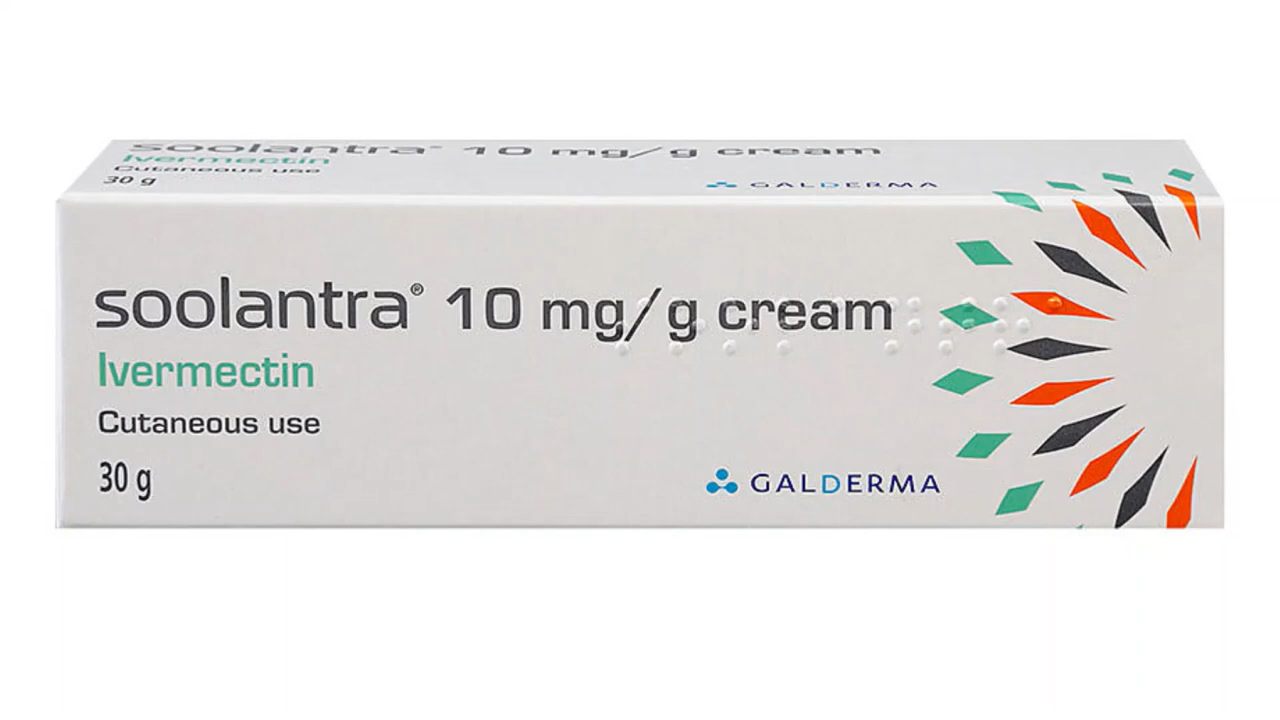 soolantra® 10 mg/g cream
Ivermectin
Cutaneous use
30 g
GALDERMA
soolantra® 10 mg/g cream
Ivermectin
Cutaneous use
30 g
GALDERMA